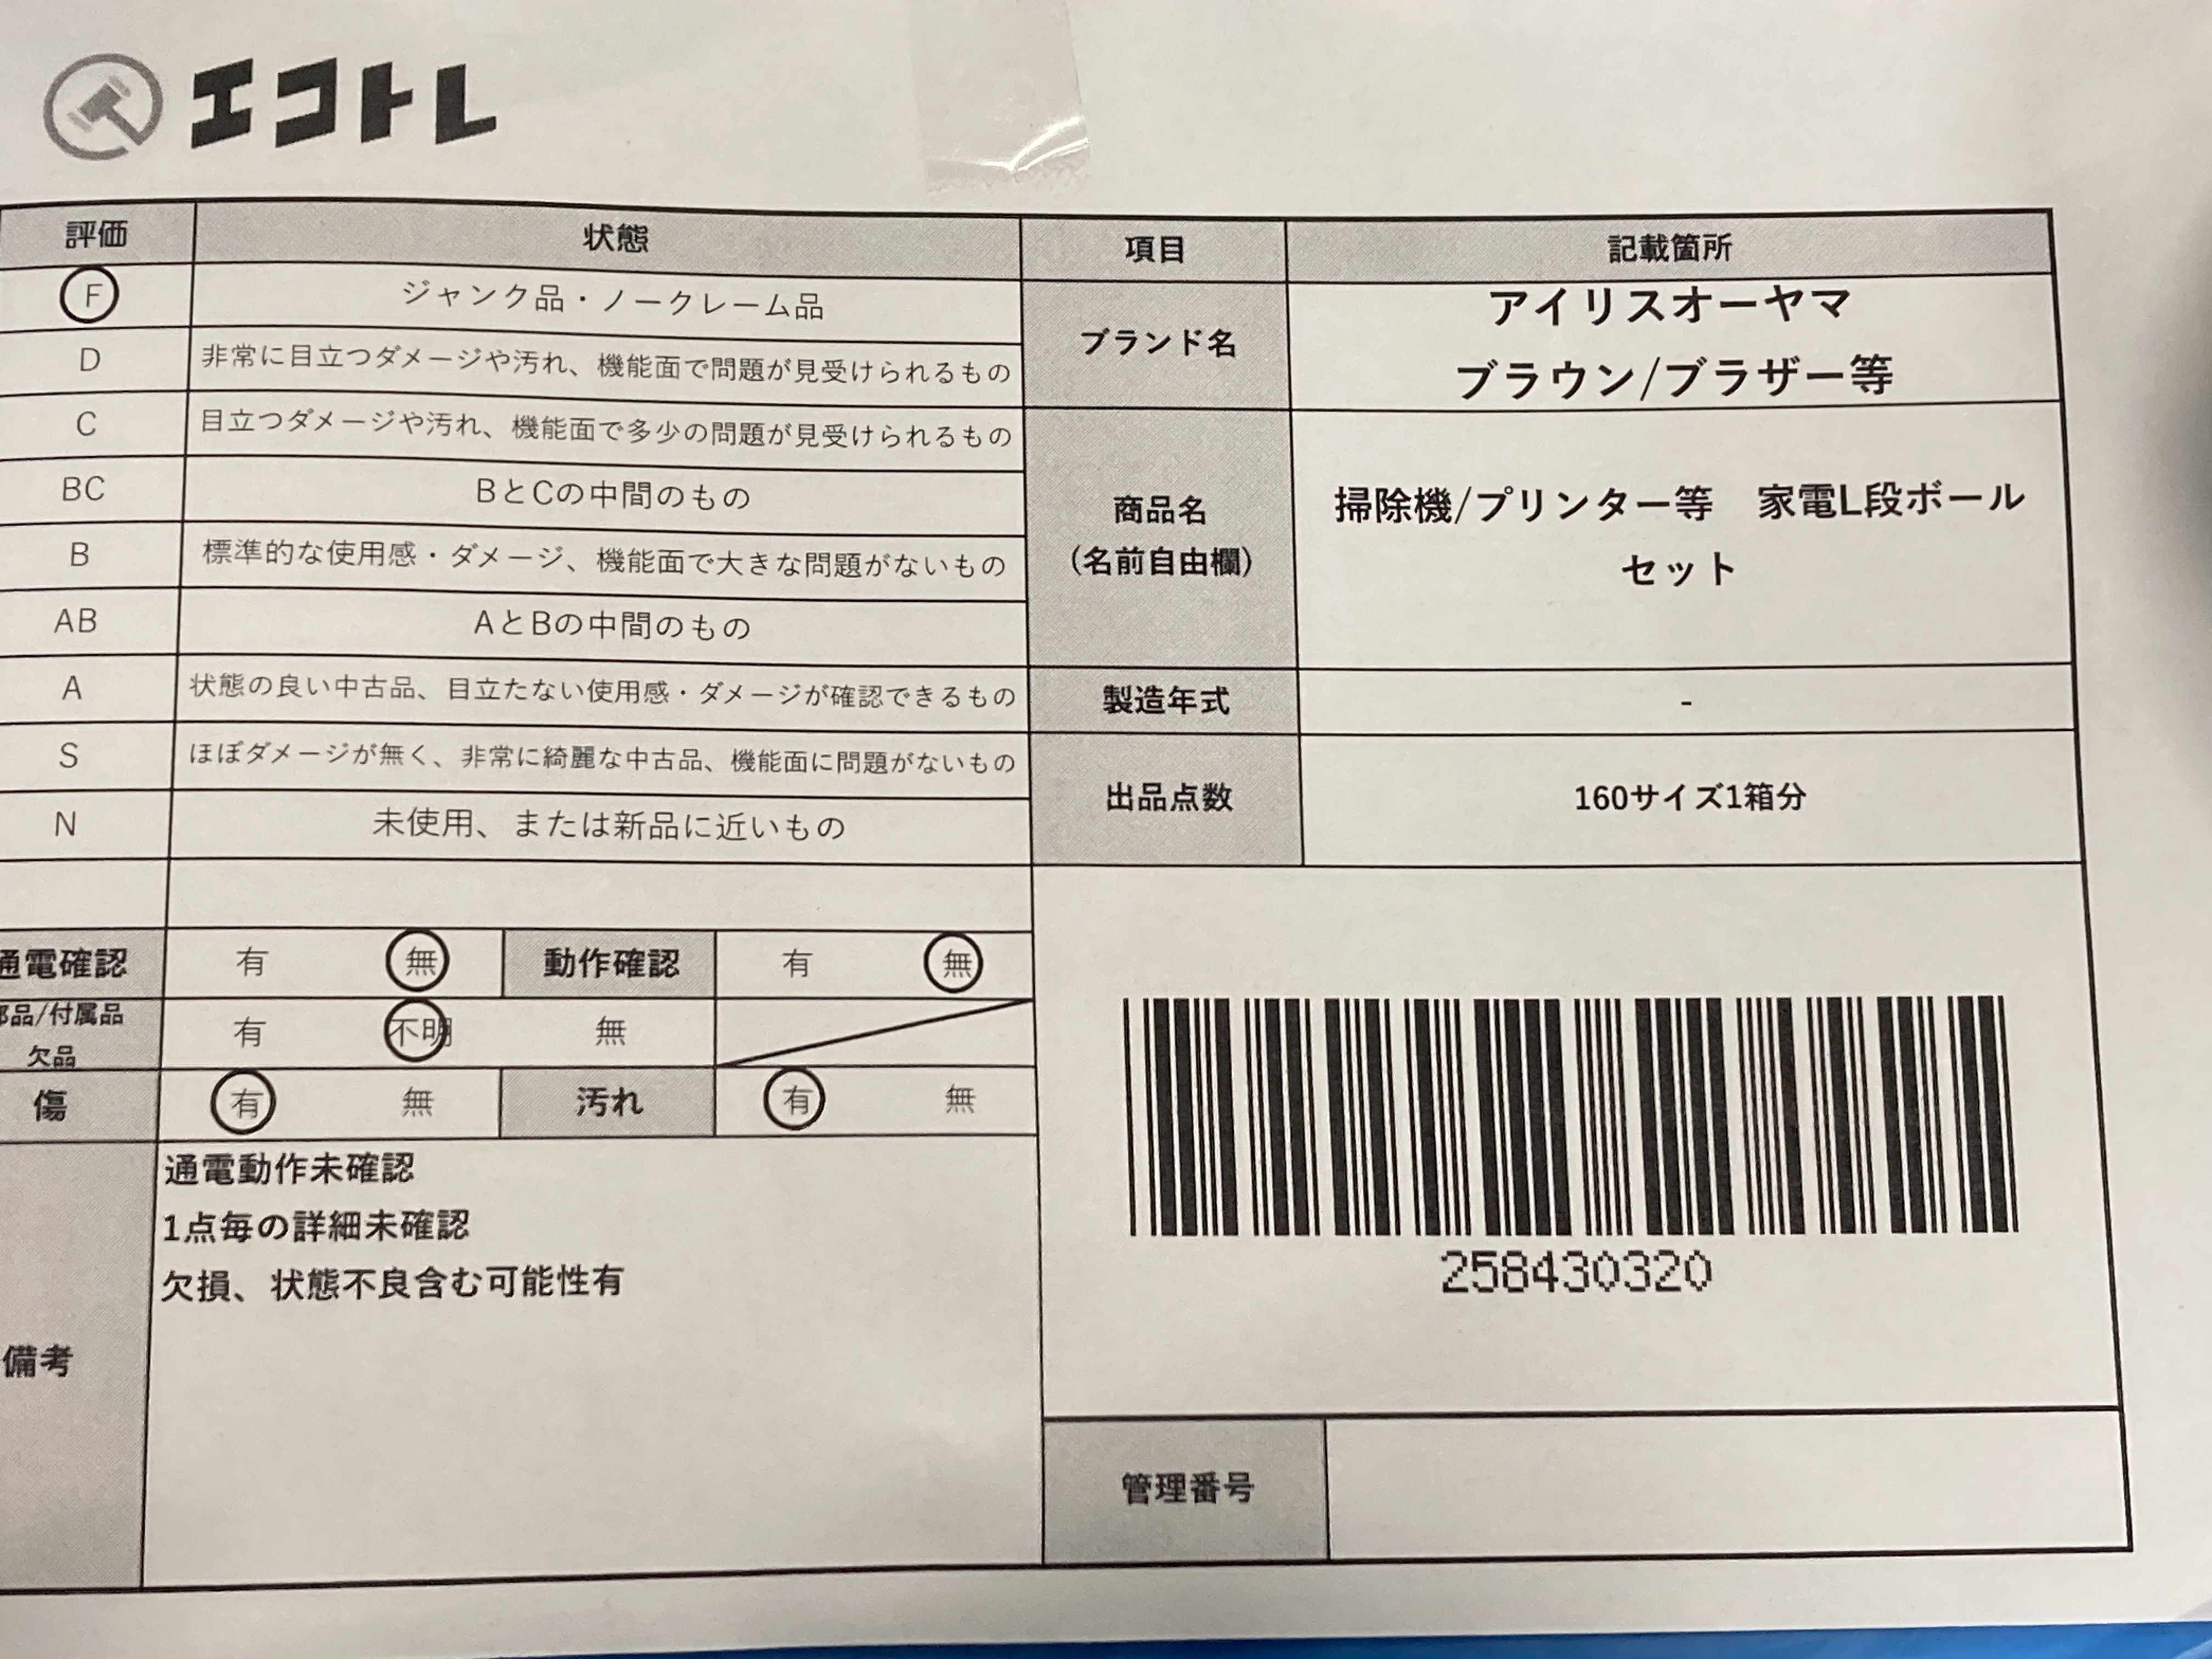 エコトレ
評価 状態 項目 記載箇所
F ジャンク品・ノークレーム品
D 非常に目立つダメージや汚れ、機能面で問題が見受けられるもの
C 目立つダメージや汚れ、機能面で多少の問題が見受けられるもの
BC BとCの中間のもの
B 標準的な使用感・ダメージ、機能面で大きな問題がないもの
AB AとBの中間のもの
A 状態の良い中古品、目立たない使用感・ダメージが確認できるもの
S ほぼダメージが無く、非常に綺麗な中古品、機能面に問題がないもの
N 未使用、または新品に近いもの
ブランド名
アイリスオーヤマ
ブラウン/ブラザー等
商品名
(名前自由欄)
掃除機/プリンター等 家電L段ボール
セット
製造年式 -
出品点数 160サイズ1箱分
通電確認 有 無 動作確認 有 無
部品/付属品
欠品
有 不明 無
傷 有 無 汚れ 有 無
備考
通電動作未確認
1点毎の詳細未確認
欠損、状態不良含む可能性有
258430320
管理番号